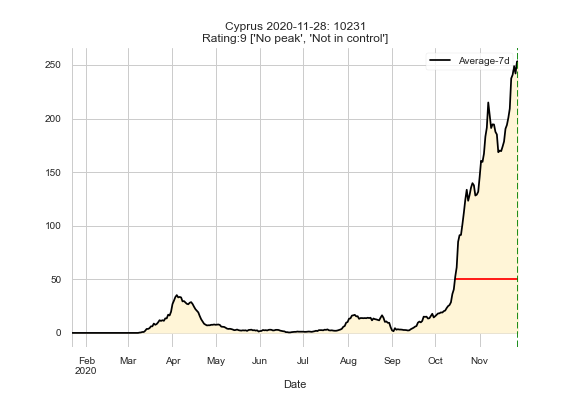 Cyprus 2020-11-28: 10231
Rating:9 ['No peak', 'Not in control']
Average-7d
250
200
150
100
50
0
Feb Mar Apr May Jun Jul Aug Sep Oct Nov
2020
Date